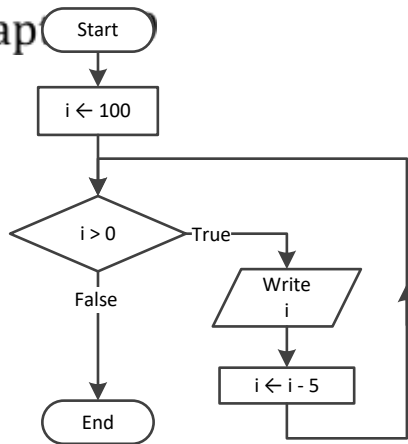 Start
i ← 100
i > 0
True
Write
i
False
i ← i - 5
End